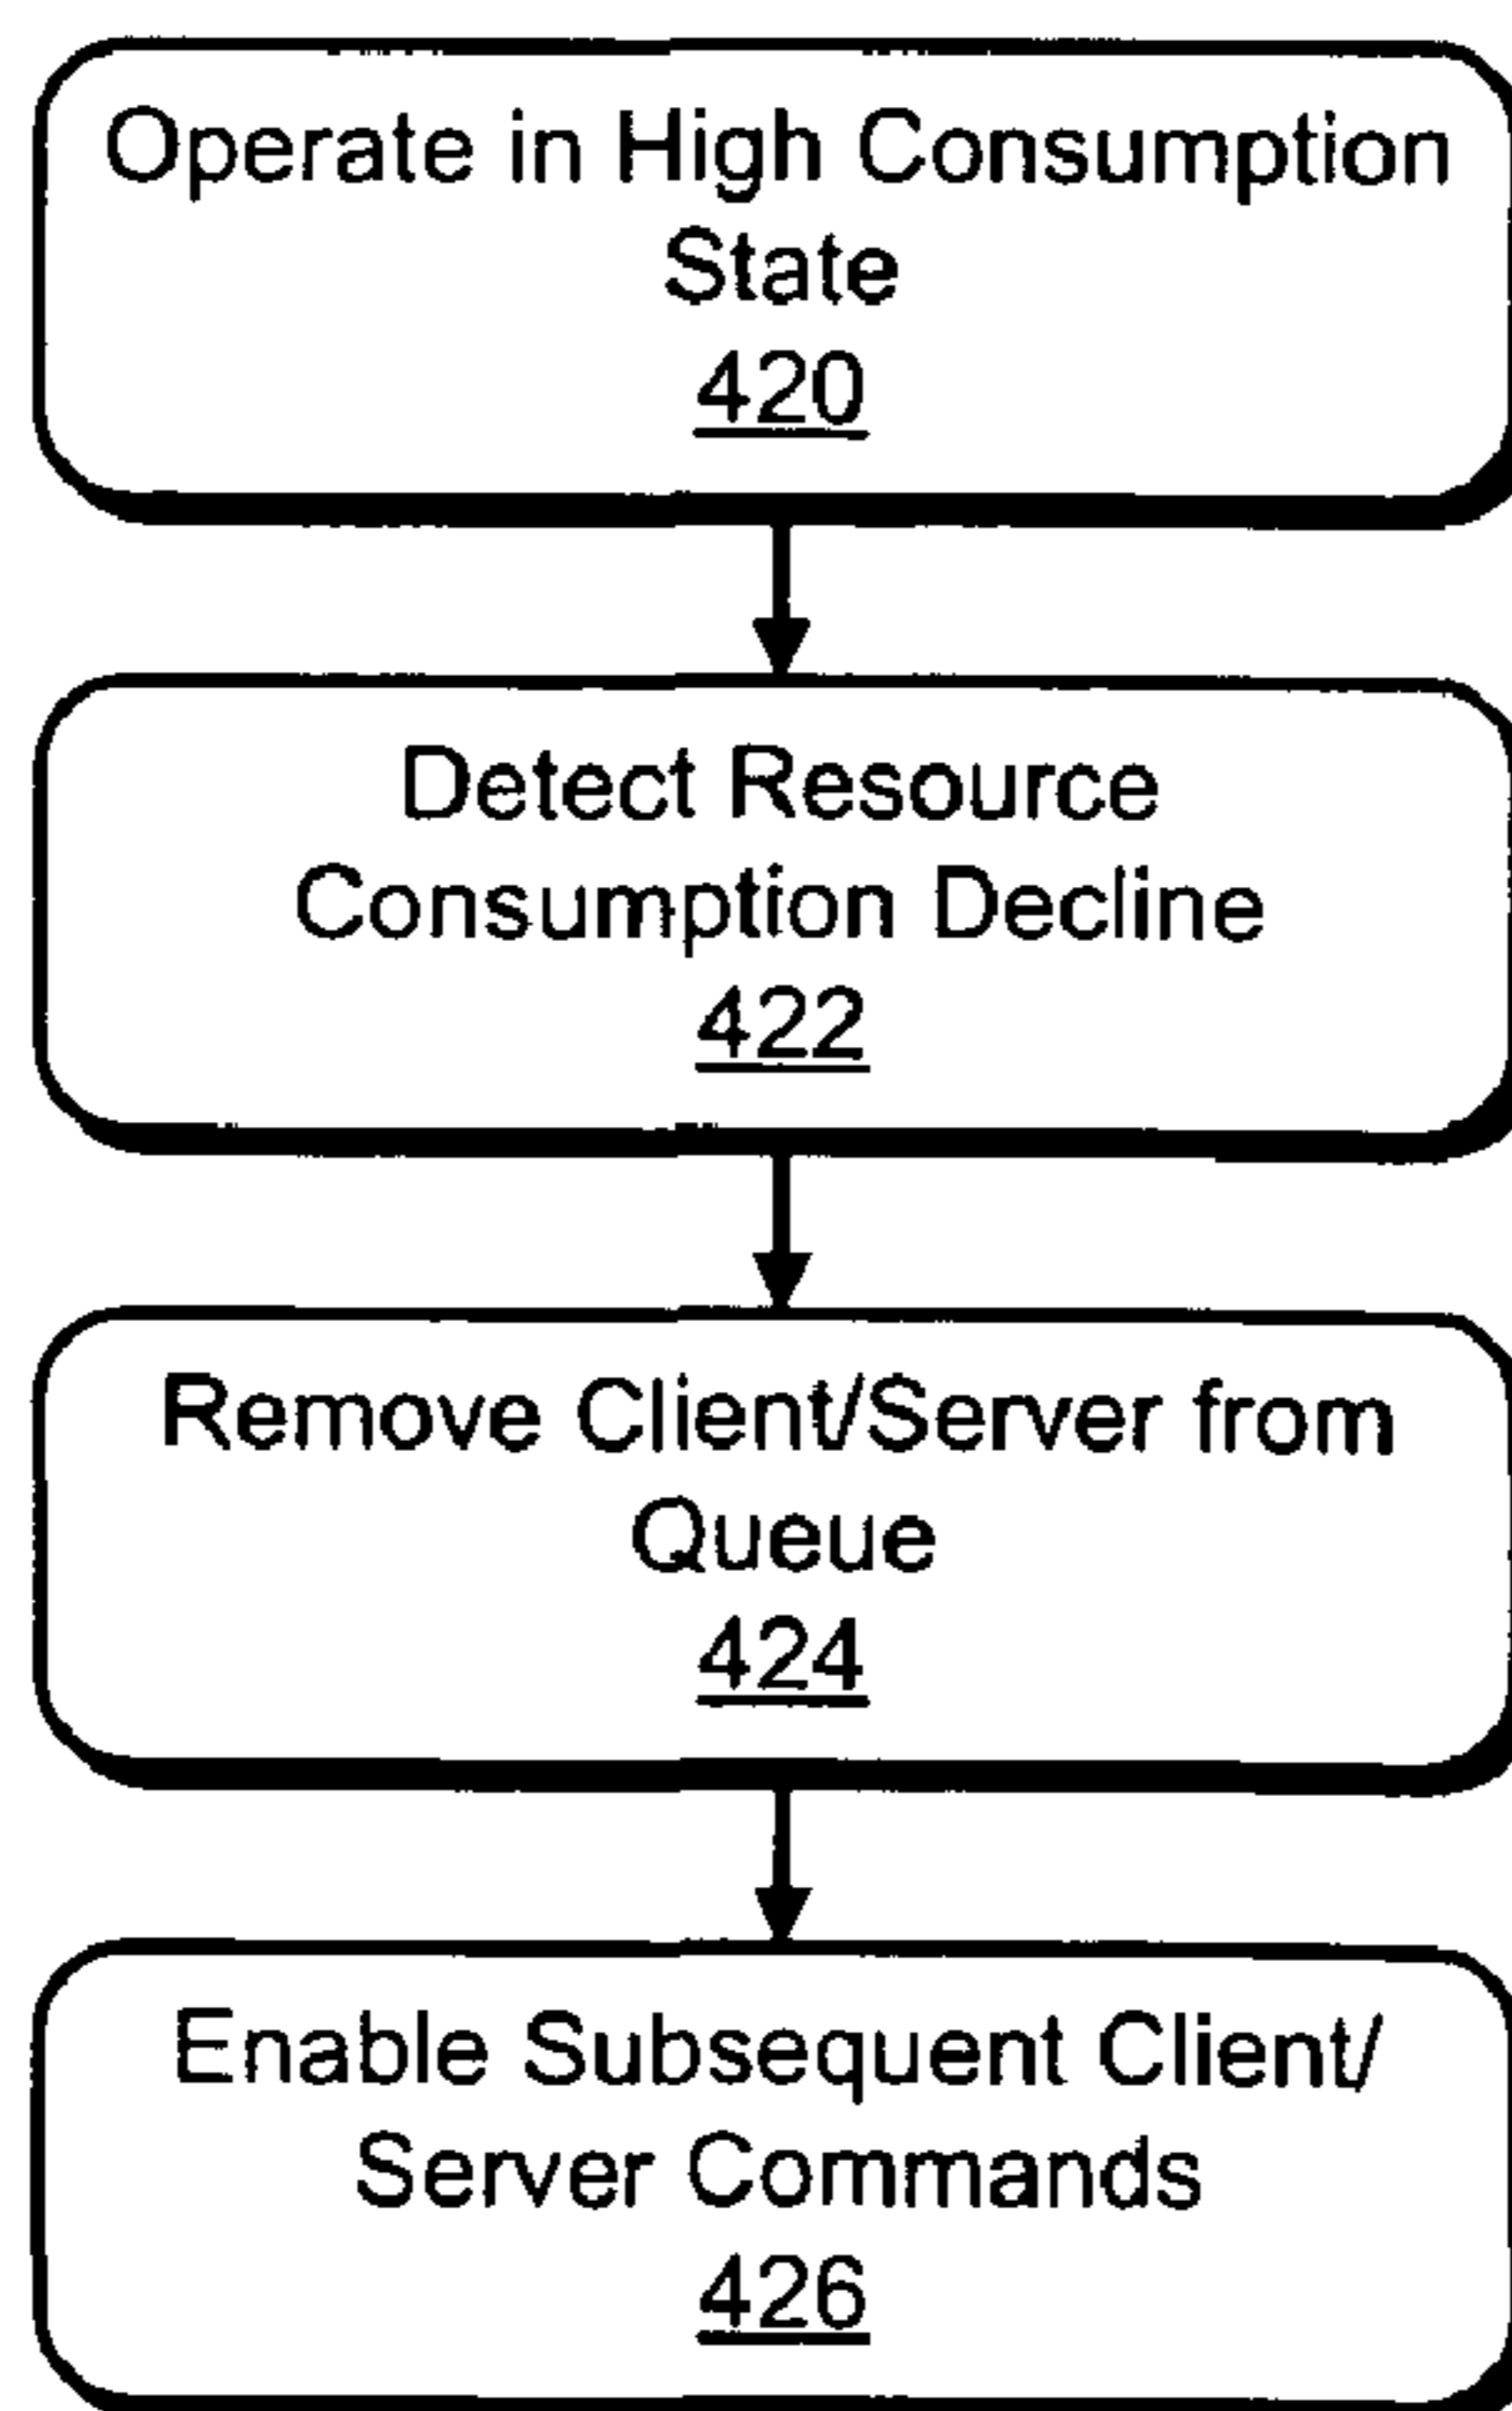 Operate in High Consumption
State
420
Detect Resource
Consumption Decline
422
Remove Client/Server from
Queue
424
Enable Subsequent Client/
Server Commands
426